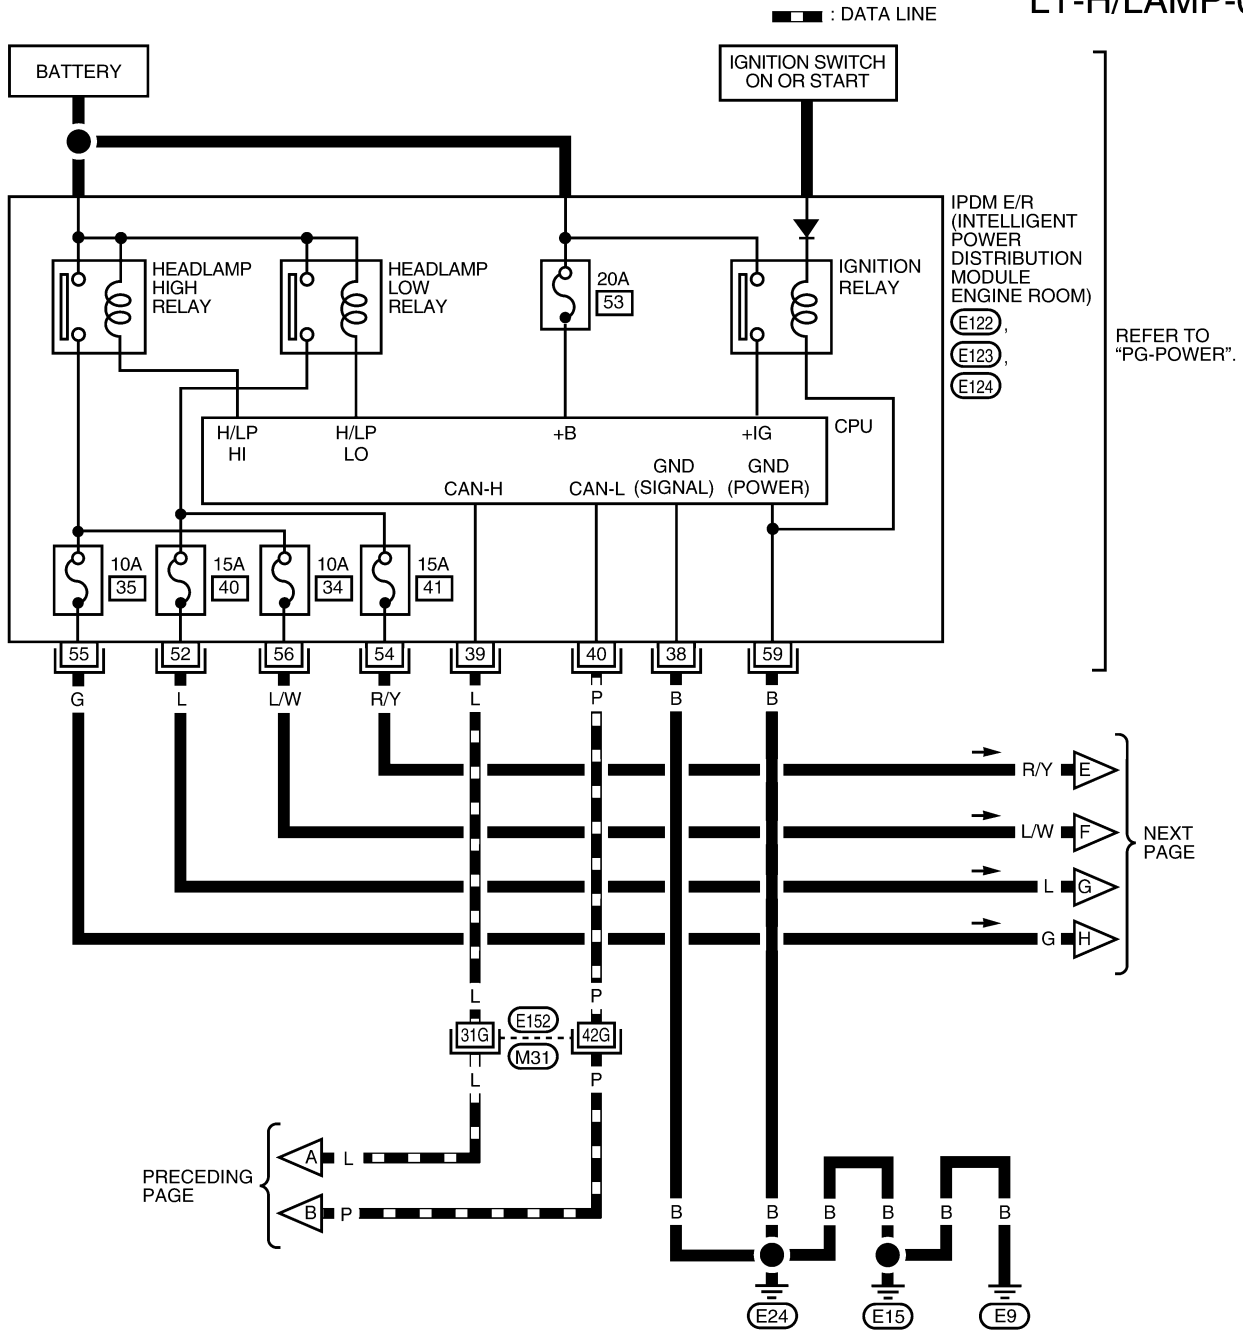 : DATA LINE
BATTERY
IGNITION SWITCH
ON OR START
IPDM E/R
(INTELLIGENT
POWER
DISTRIBUTION
MODULE
ENGINE ROOM)
E122 ,
E123 ,
E124
REFER TO
“PG-POWER”.
HEADLAMP
HIGH
RELAY
HEADLAMP
LOW
RELAY
20A
53
IGNITION
RELAY
H/LP
HI
H/LP
LO
+B
+IG
CPU
CAN-H
CAN-L
GND
(SIGNAL)
GND
(POWER)
10A
35
15A
40
10A
34
15A
41
55
52
56
54
39
40
38
59
G
L
L/W
R/Y
L
P
B
B
R/Y
E
L/W
F
L
G
G
H
NEXT
PAGE
L
P
31G
E152
M31
42G
L
P
PRECEDING
PAGE
A
L
B
P
B
B
B
B
B
B
E24
E15
E9